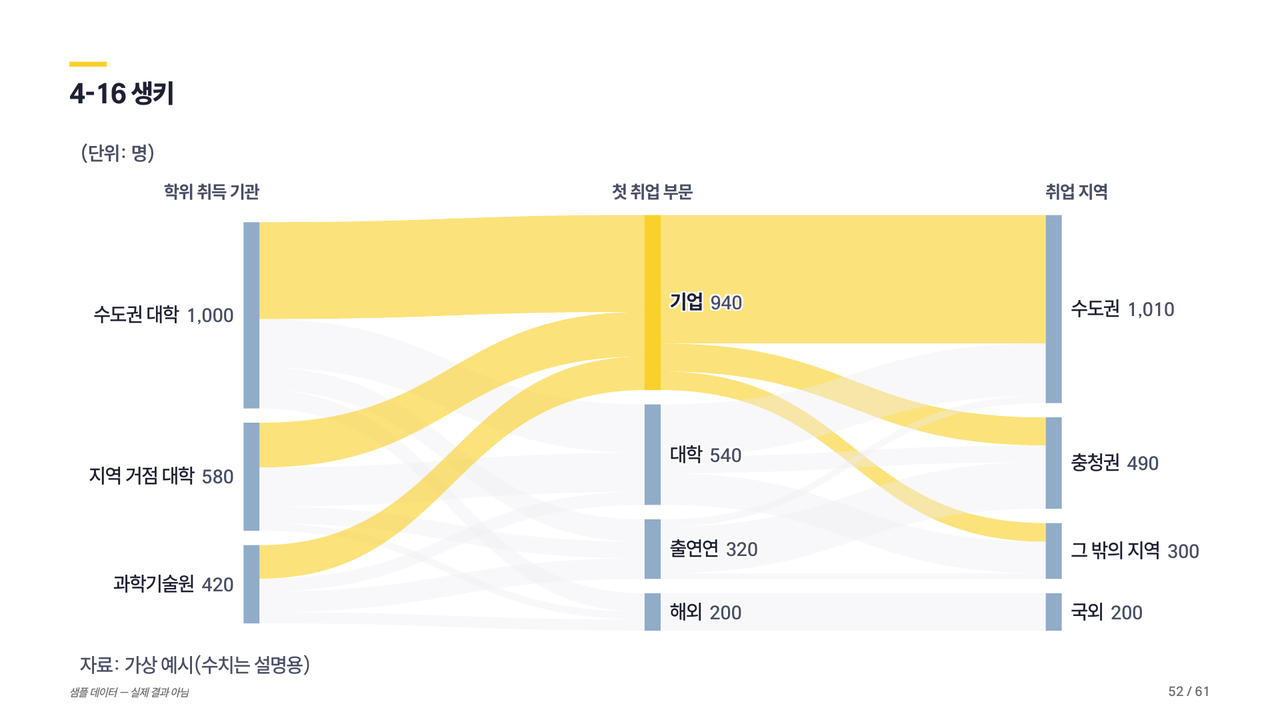 4-16 생키
(단위: 명)
학위 취득 기관
첫 취업 부문
취업 지역
수도권 대학 1,000
지역 거점 대학 580
과학기술원 420
기업 940
대학 540
출연연 320
해외 200
수도권 1,010
충청권 490
그 밖의 지역 300
국외 200
자료: 가상 예시(수치는 설명용)
샘플 데이터 – 실제 결과 아님
52 / 61